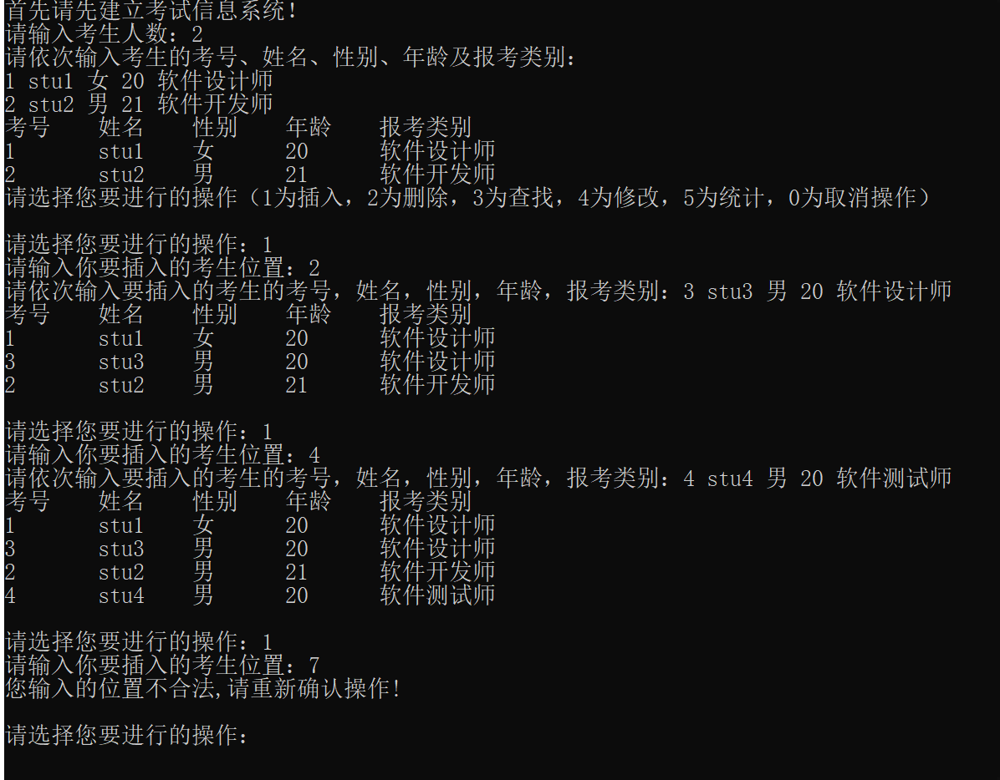 首先请先建立考试信息系统!
请输入考生人数：2
请依次输入考生的考号、姓名、性别、年龄及报考类别：
1 stu1 女 20 软件设计师
2 stu2 男 21 软件开发师
考号 姓名 性别 年龄 报考类别
1 stu1 女 20 软件设计师
2 stu2 男 21 软件开发师
请选择您要进行的操作（1为插入，2为删除，3为查找，4为修改，5为统计，0为取消操作）
请选择您要进行的操作：1
请输入你要插入的考生位置：2
请依次输入要插入的考生的考号，姓名，性别，年龄，报考类别：3 stu3 男 20 软件设计师
考号 姓名 性别 年龄 报考类别
1 stu1 女 20 软件设计师
3 stu3 男 20 软件设计师
2 stu2 男 21 软件开发师
请选择您要进行的操作：1
请输入你要插入的考生位置：4
请依次输入要插入的考生的考号，姓名，性别，年龄，报考类别：4 stu4 男 20 软件测试师
考号 姓名 性别 年龄 报考类别
1 stu1 女 20 软件设计师
3 stu3 男 20 软件设计师
2 stu2 男 21 软件开发师
4 stu4 男 20 软件测试师
请选择您要进行的操作：1
请输入你要插入的考生位置：7
您输入的位置不合法,请重新确认操作!
请选择您要进行的操作：